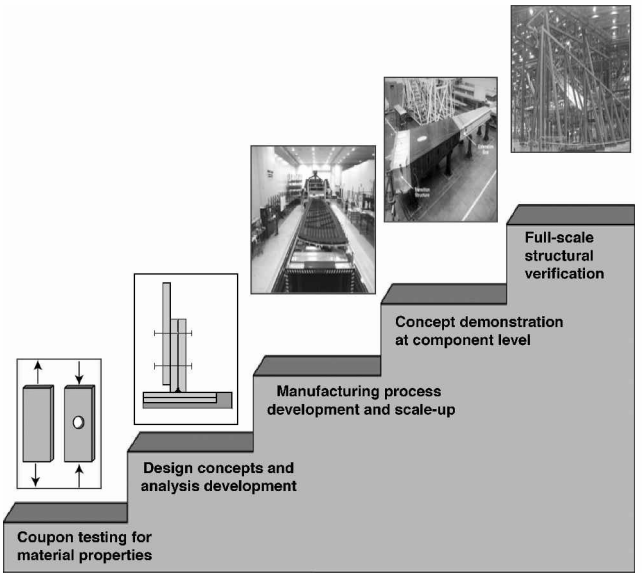 Full-scale
structural
verification
Concept demonstration
at component level
Manufacturing process
development and scale-up
Design concepts and
analysis development
Coupon testing for
material properties